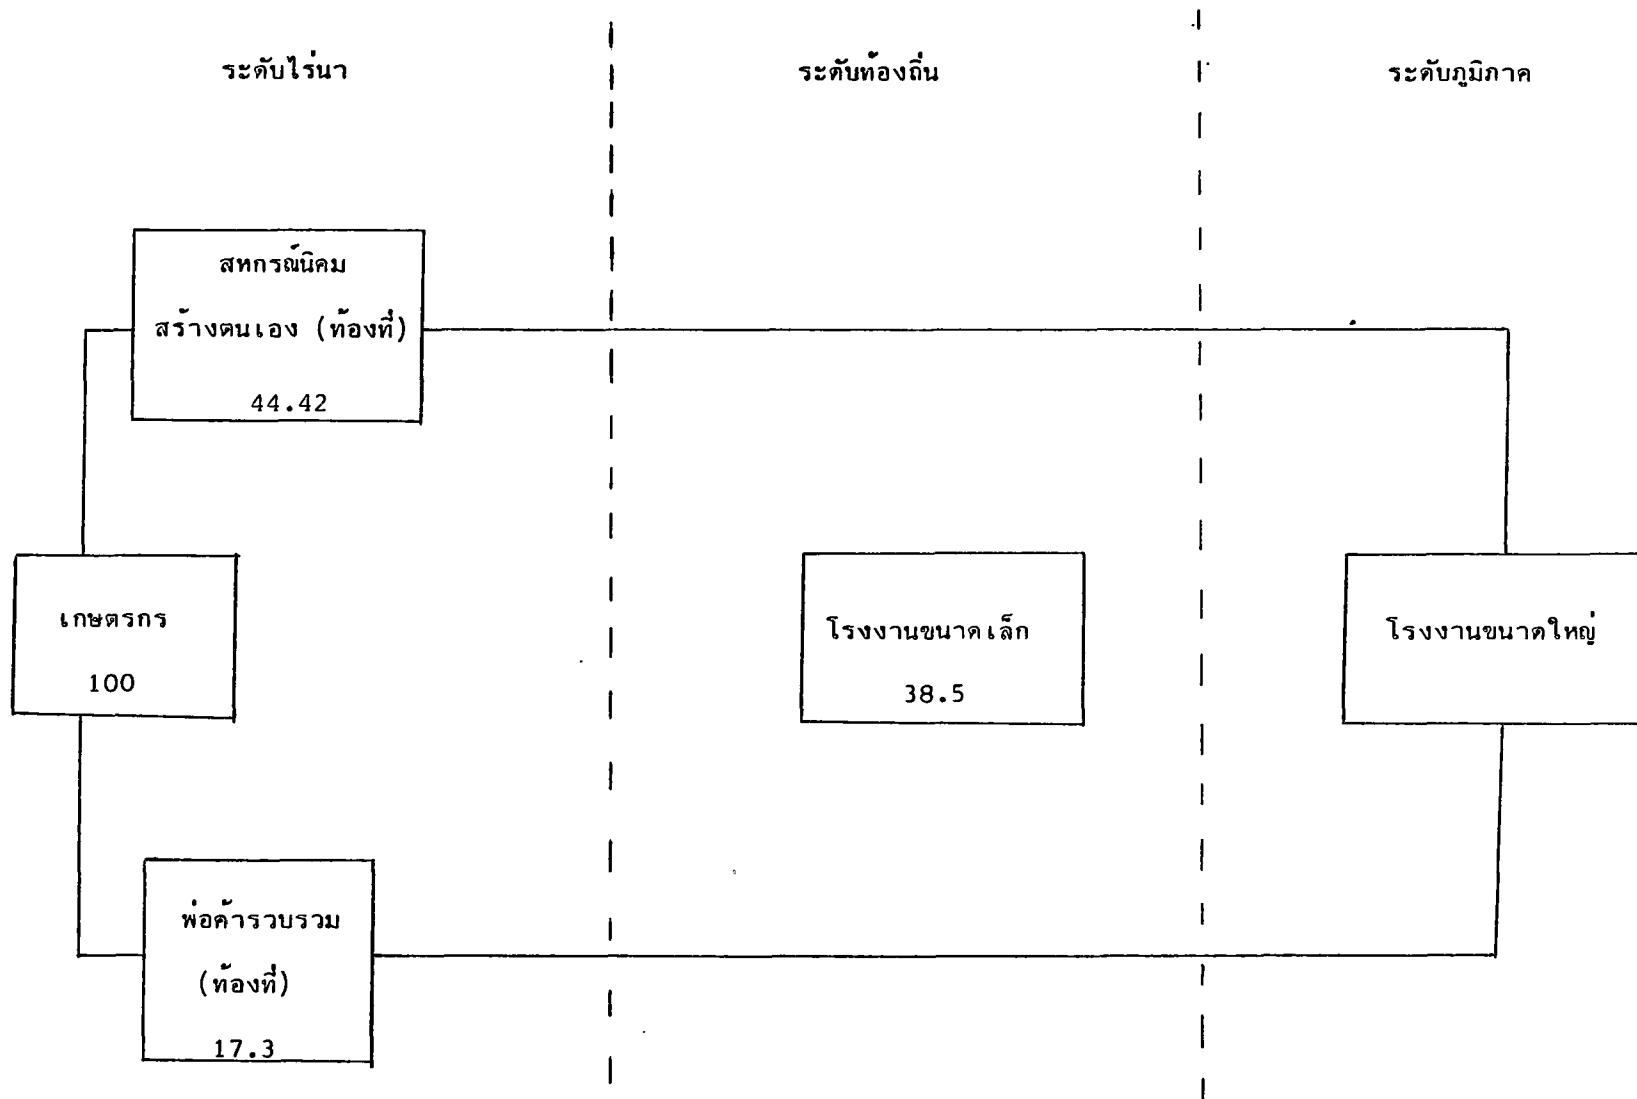 ระดับไร่นา
ระดับท้องถิ่น
ระดับภูมิภาค
สหกรณ์นิคม
สร้างตนเอง (ท้องที่)
44.42
เกษตรกร
100
โรงงานขนาดเล็ก
38.5
โรงงานขนาดใหญ่
พ่อค้ารวบรวม
(ท้องที่)
17.3